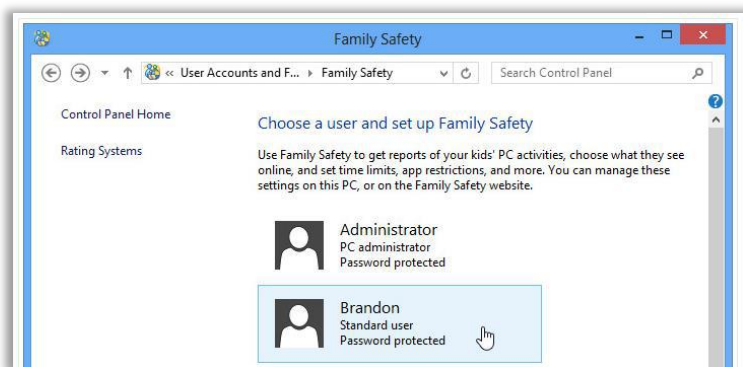 Family Safety
« User Accounts and F... ▸ Family Safety
Search Control Panel
Control Panel Home
Rating Systems
Choose a user and set up Family Safety
Use Family Safety to get reports of your kids' PC activities, choose what they see
online, and set time limits, app restrictions, and more. You can manage these
settings on this PC, or on the Family Safety website.
Administrator
PC administrator
Password protected
Brandon
Standard user
Password protected